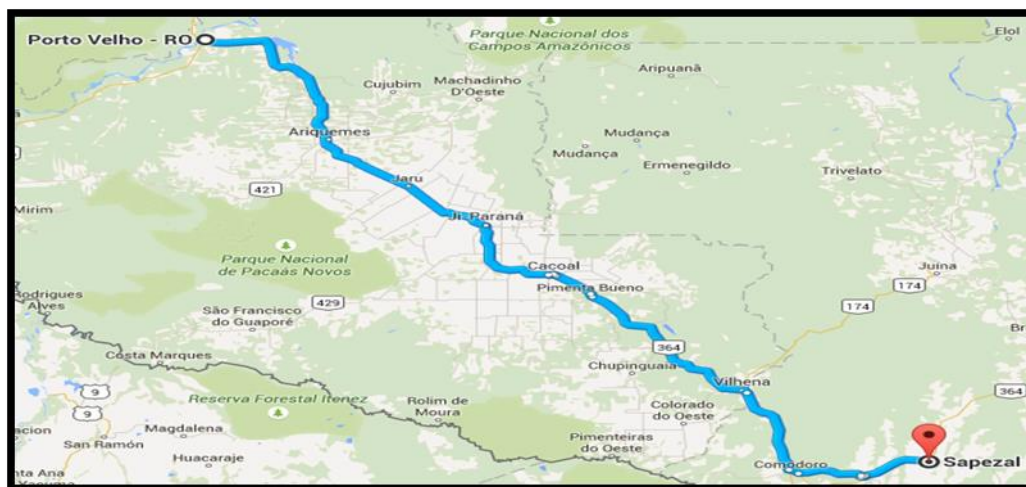 Parque Nacional dos
Campos Amazônicos
Elol
Porto Velho - RO
Aripuanã
Cujubim
Machadinho
D'Oeste
Ariquemes
Mudança
Mudança
Ermenegildo
Trivelato
Jaru
421
Mirim
Ji-Paraná
Parque Nacional
de Pacaás Novos
Cacoal
Juína
174
Pimenta Bueno
Rodrigues
Alves
429
174
São Francisco
do Guaporé
364
Costa Marques
Chupinguaia
Vilhena
9
9
Reserva Forestal Itenez
Rolim de
Moura
Colorado
do Oeste
364
Magdalena
San Ramón
Pimenteiras
do Oeste
Huacaraje
Comodoro
Sapezal